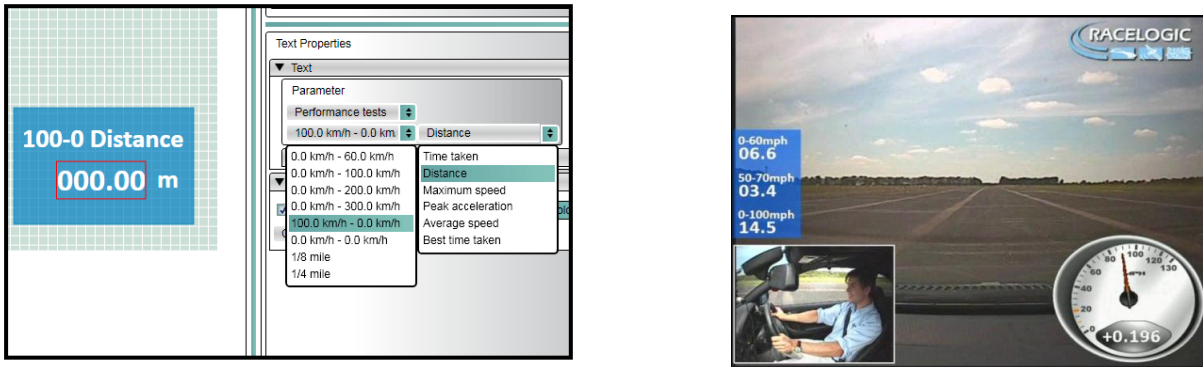 Text Properties
Text
Parameter
Performance tests
100.0 km/h - 0.0 km
Distance
0.0 km/h - 60.0 km/h
0.0 km/h - 100.0 km/h
0.0 km/h - 200.0 km/h
0.0 km/h - 300.0 km/h
100.0 km/h - 0.0 km/h
0.0 km/h - 0.0 km/h
1/8 mile
1/4 mile
Time taken
Distance
Maximum speed
Peak acceleration
Average speed
Best time taken
100-0 Distance
000.00 m
RACELOGIC
0-60mph
06.6
50-70mph
03.4
0-100mph
14.5
0
20
40
60
80
100
120
130
MPH
+0.196